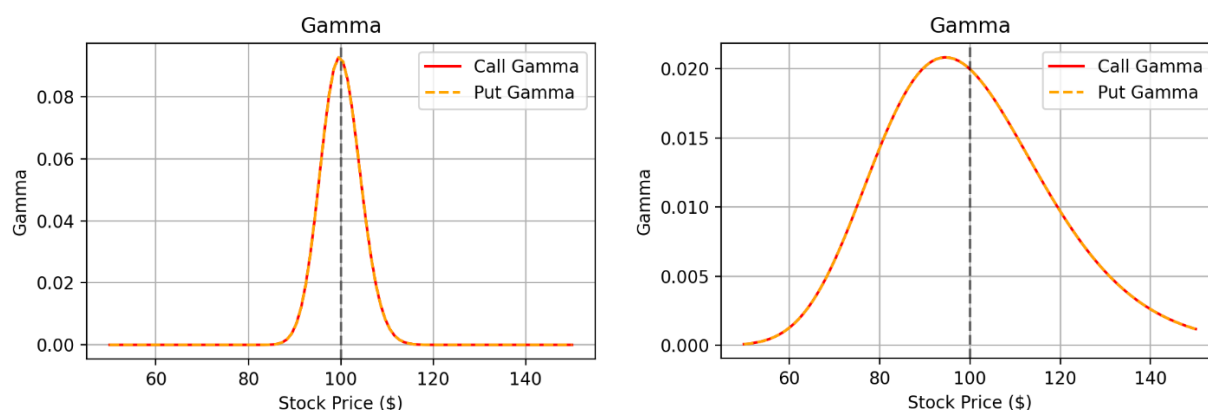 Gamma
Call Gamma
Put Gamma
Gamma
0.08
0.06
0.04
0.02
0.00
60 80 100 120 140
Stock Price ($)
Gamma
Call Gamma
Put Gamma
Gamma
0.020
0.015
0.010
0.005
0.000
60 80 100 120 140
Stock Price ($)